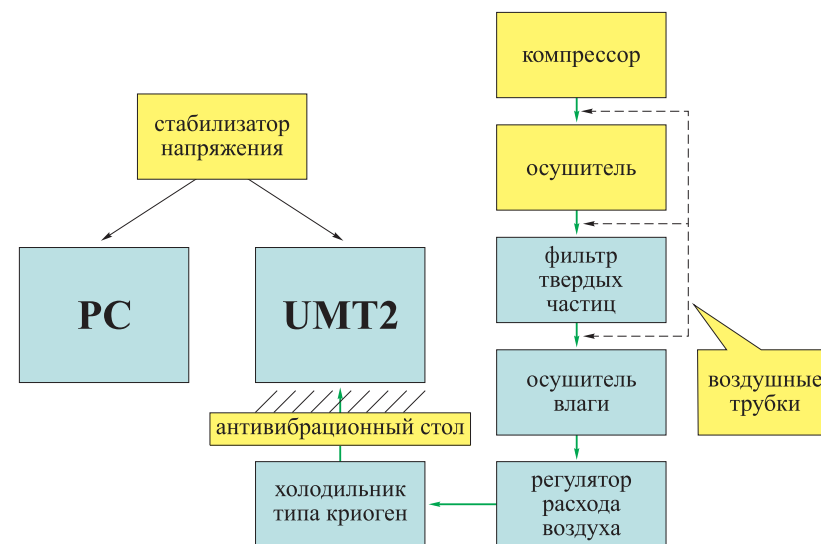 компрессор
стабилизатор
напряжения
осушитель
PC
UMT2
фильтр
твердых
частиц
осушитель
влаги
воздушные
трубки
антивибрационный стол
холодильник
типа криоген
регулятор
расхода
воздуха